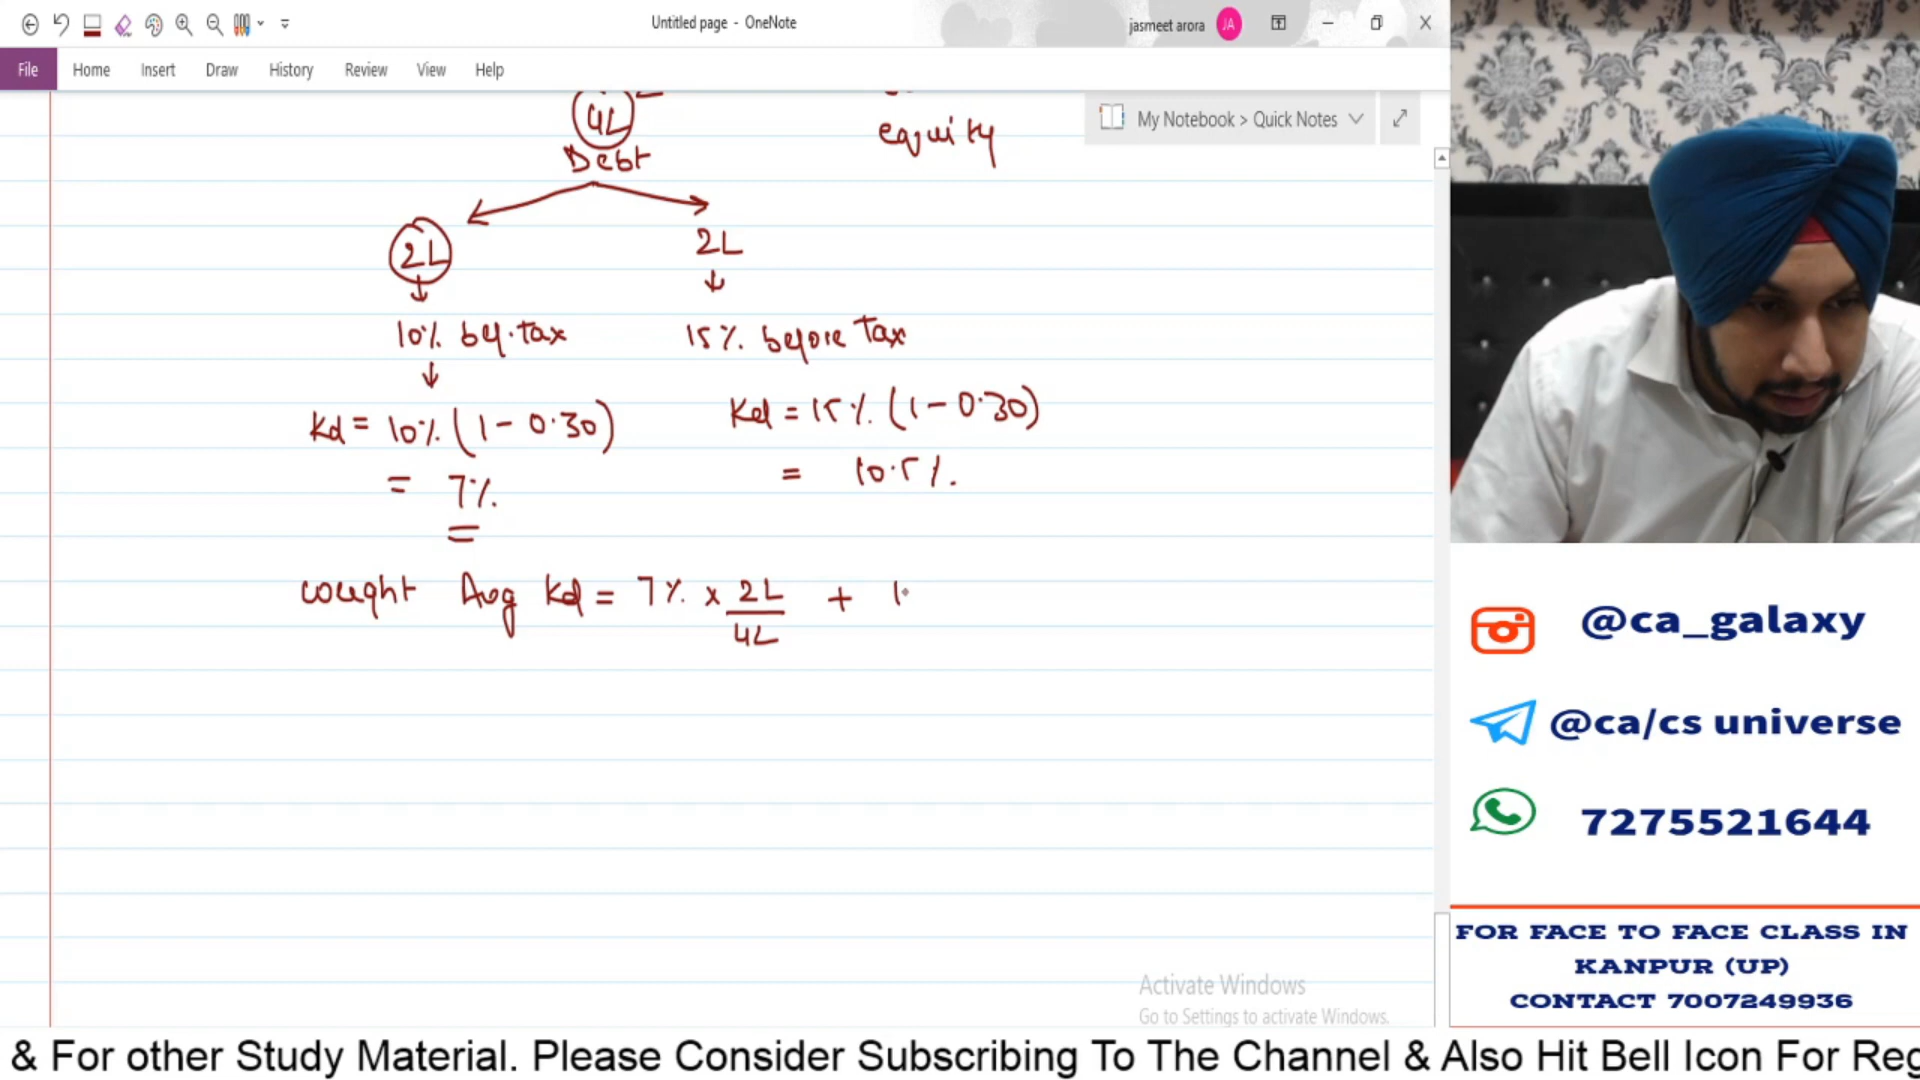 Untitled page - OneNote
jasmeet arora JA
File Home Insert Draw History Review View Help
My Notebook > Quick Notes
4L
equity
Debt
2L 2L
10% bef. tax 15% before Tax
Kd = 10% (1 - 0.30) Kd = 15% (1 - 0.30)
= 7% = 10.5%
weught Avg Kd = 7% x 2L + 1
4L
@ca_galaxy
@ca/cs universe
7275521644
FOR FACE TO FACE CLASS IN
KANPUR (UP)
CONTACT 7007249936
Activate Windows
Go to Settings to activate Windows.
& For other Study Material. Please Consider Subscribing To The Channel & Also Hit Bell Icon For Reg